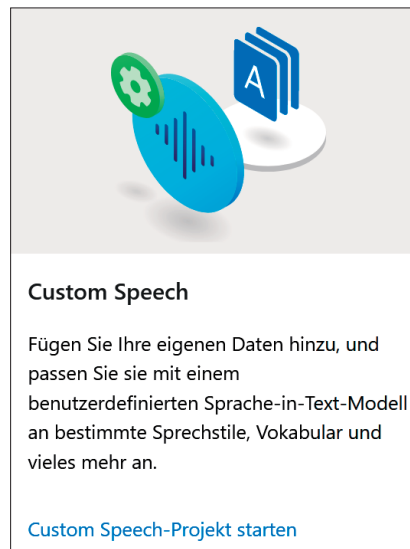 A
Custom Speech
Fügen Sie Ihre eigenen Daten hinzu, und
passen Sie sie mit einem
benutzerdefinierten Sprache-in-Text-Modell
an bestimmte Sprechstile, Vokabular und
vieles mehr an.
Custom Speech-Projekt starten